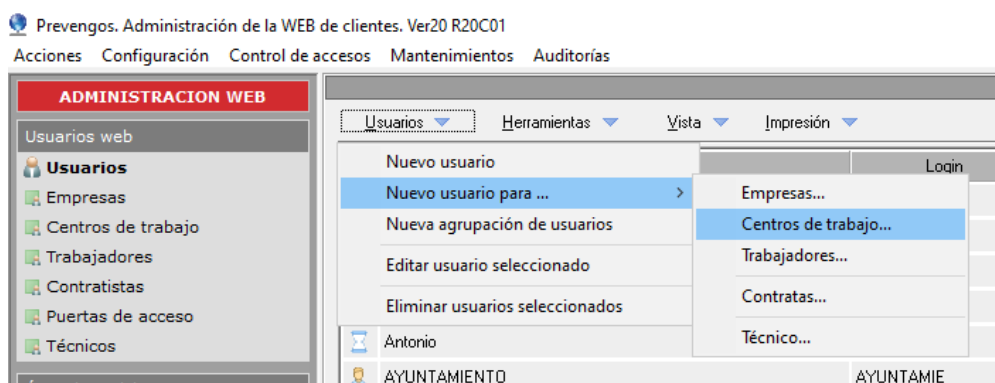 Prevengos. Administración de la WEB de clientes. Ver20 R20C01
Acciones Configuración Control de accesos Mantenimientos Auditorías
ADMINISTRACION WEB
Usuarios web
Usuarios
Empresas
Centros de trabajo
Trabajadores
Contratistas
Puertas de acceso
Técnicos
Usuarios Herramientas Vista Impresión
Login
Nuevo usuario
Nuevo usuario para ...
Nueva agrupación de usuarios
Editar usuario seleccionado
Eliminar usuarios seleccionados
Empresas...
Centros de trabajo...
Trabajadores...
Contratas...
Técnico...
Antonio
AYUNTAMIENTO AYUNTAMIE